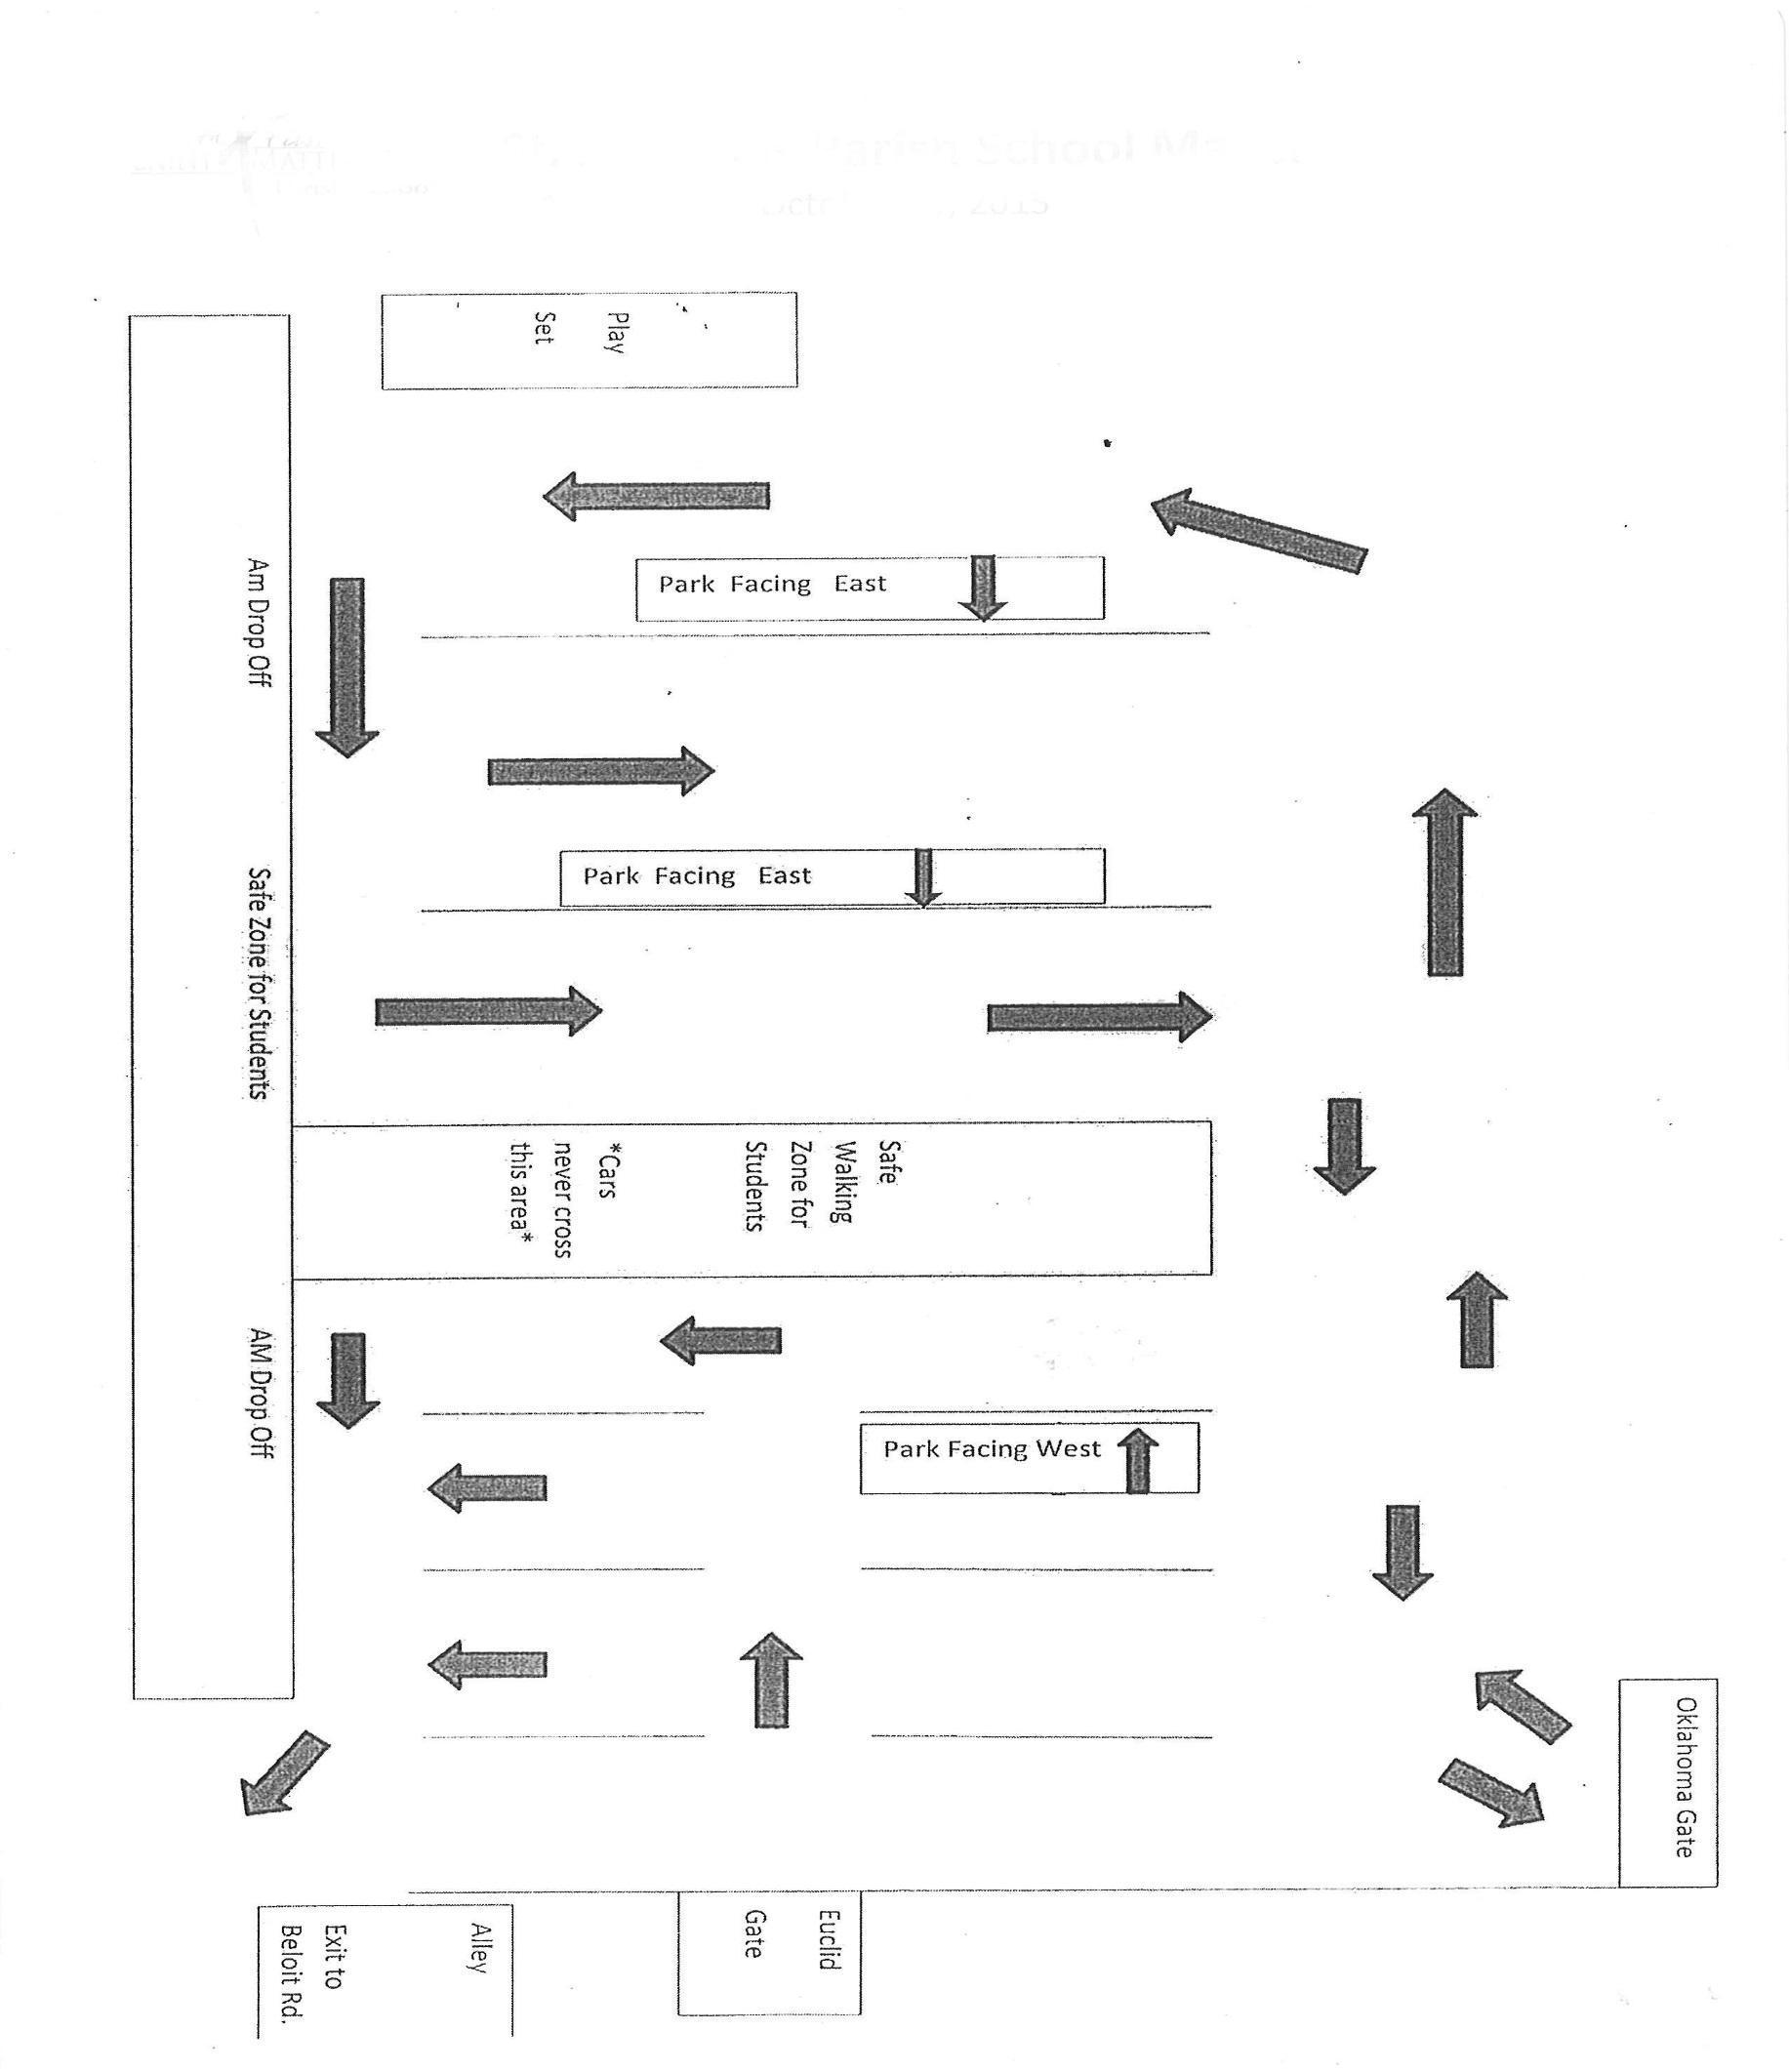 Parish School
Play
Set
Park Facing East
Am Drop Off
Park Facing East
Safe Zone for Students
Safe
Walking
Zone for
Students
*Cars
never cross
this area*
AM Drop Off
Park Facing West
Oklahoma Gate
Euclid
Gate
Alley
Exit to
Beloit Rd.